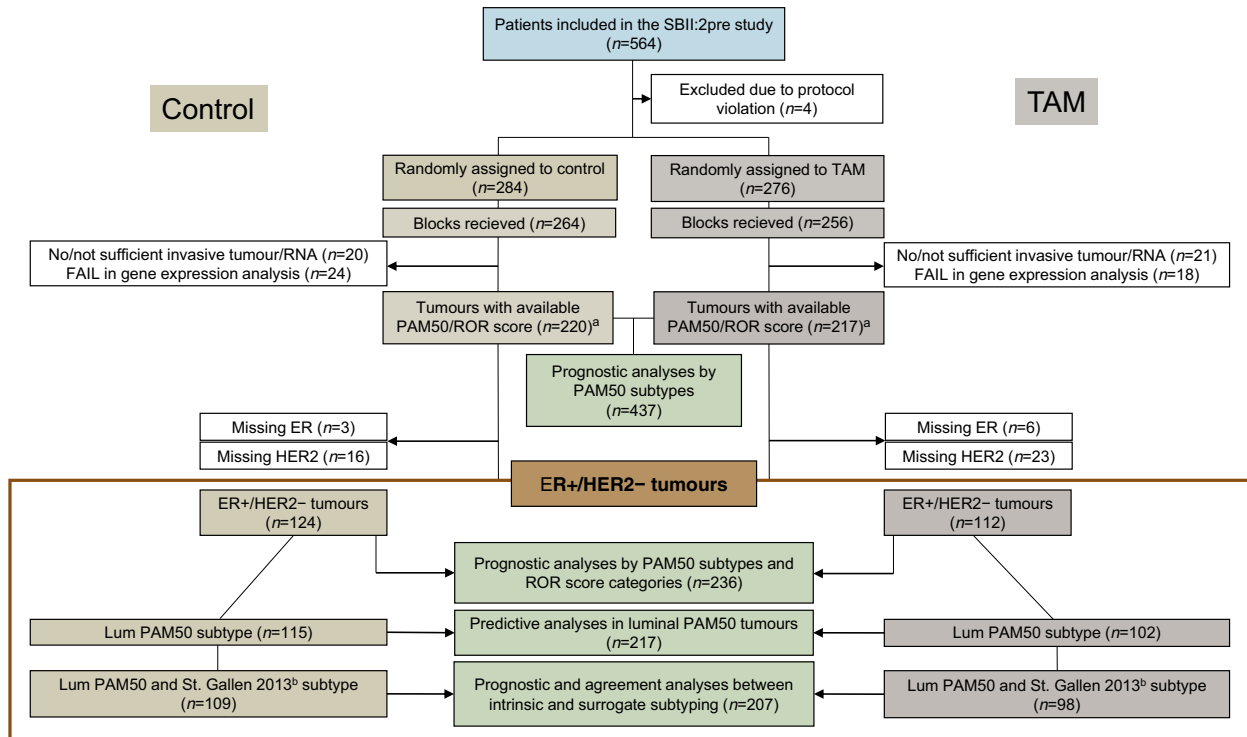 Patients included in the SBII:2pre study
(n=564)
Control
TAM
Excluded due to protocol
violation (n=4)
Randomly assigned to control
(n=284)
Randomly assigned to TAM
(n=276)
Blocks recieved (n=264)
Blocks recieved (n=256)
No/not sufficient invasive tumour/RNA (n=20)
FAIL in gene expression analysis (n=24)
No/not sufficient invasive tumour/RNA (n=21)
FAIL in gene expression analysis (n=18)
Tumours with available
PAM50/ROR score (n=220)ᵃ
Tumours with available
PAM50/ROR score (n=217)ᵃ
Prognostic analyses by
PAM50 subtypes
(n=437)
Missing ER (n=3)
Missing HER2 (n=16)
Missing ER (n=6)
Missing HER2 (n=23)
ER+/HER2− tumours
ER+/HER2− tumours
(n=124)
ER+/HER2− tumours
(n=112)
Prognostic analyses by PAM50 subtypes and
ROR score categories (n=236)
Lum PAM50 subtype (n=115)
Predictive analyses in luminal PAM50 tumours
(n=217)
Lum PAM50 subtype (n=102)
Lum PAM50 and St. Gallen 2013ᵇ subtype
(n=109)
Prognostic and agreement analyses between
intrinsic and surrogate subtyping (n=207)
Lum PAM50 and St. Gallen 2013ᵇ subtype
(n=98)